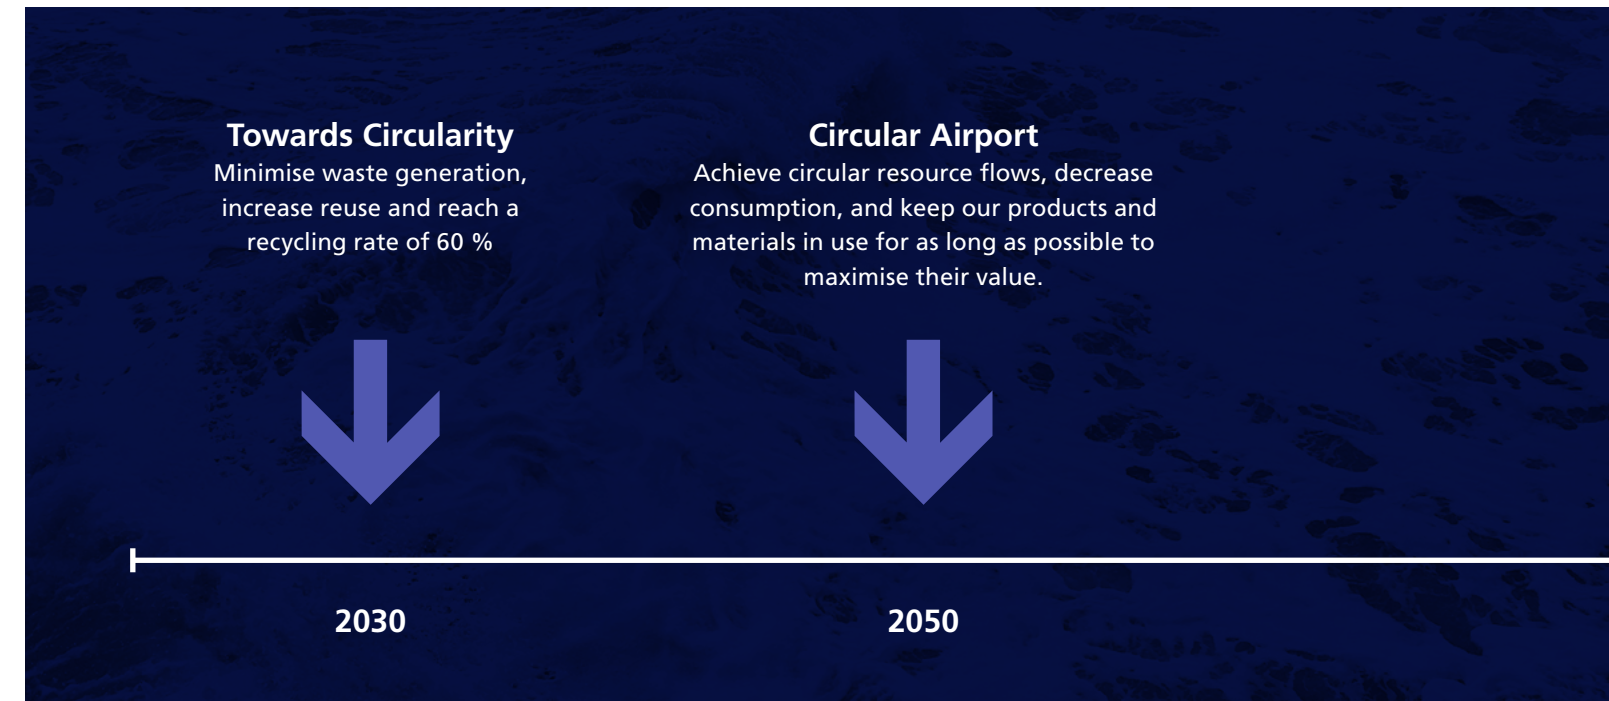 Towards Circularity
Minimise waste generation,
increase reuse and reach a
recycling rate of 60 %
Circular Airport
Achieve circular resource flows, decrease
consumption, and keep our products and
materials in use for as long as possible to
maximise their value.
2030
2050